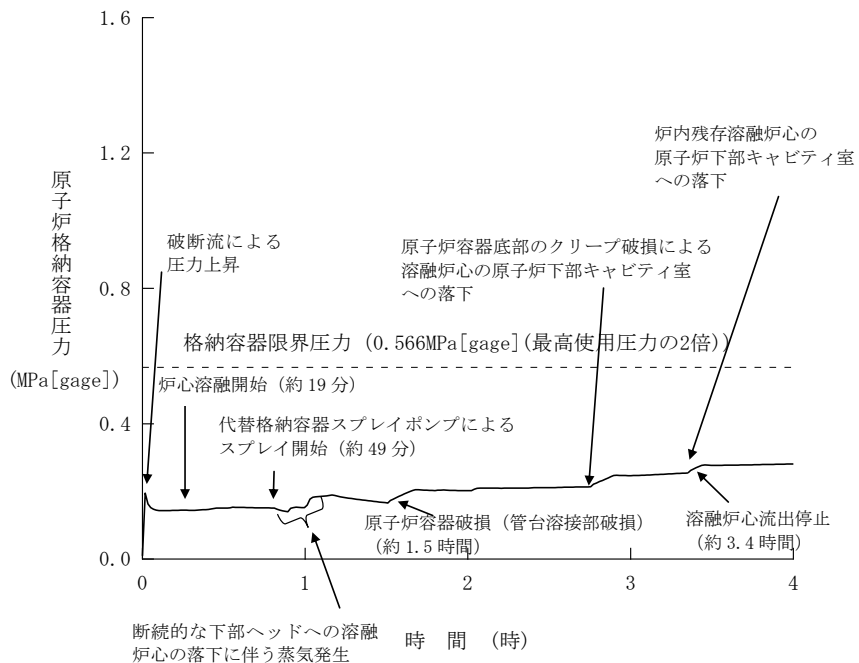 1.6
1.2
0.8
0.4
0.0
原子炉格納容器圧力
(MPa[gage])
炉内残存溶融炉心の
原子炉下部キャビティ室
への落下
破断流による
圧力上昇
原子炉容器底部のクリープ破損による
溶融炉心の原子炉下部キャビティ室
への落下
格納容器限界圧力 (0.566MPa[gage](最高使用圧力の2倍))
炉心溶融開始 (約 19 分)
代替格納容器スプレイポンプによる
スプレイ開始 (約 49 分)
原子炉容器破損 (管台溶接部破損)
(約 1.5 時間)
溶融炉心流出停止
(約 3.4 時間)
0 1 2 3 4
断続的な下部ヘッドへの溶融
炉心の落下に伴う蒸気発生
時 間 (時)